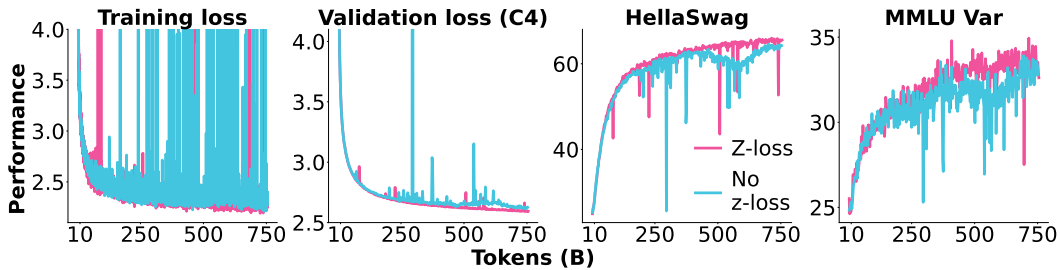 Training loss
Validation loss (C4)
HellaSwag
MMLU Var
Performance
4.0
3.5
3.0
2.5
10 250 500 750
4.0
3.5
3.0
2.5
10 250 500 750
60
40
10 250 500 750
Z-loss
No
z-loss
35
30
25
10 250 500 750
Tokens (B)